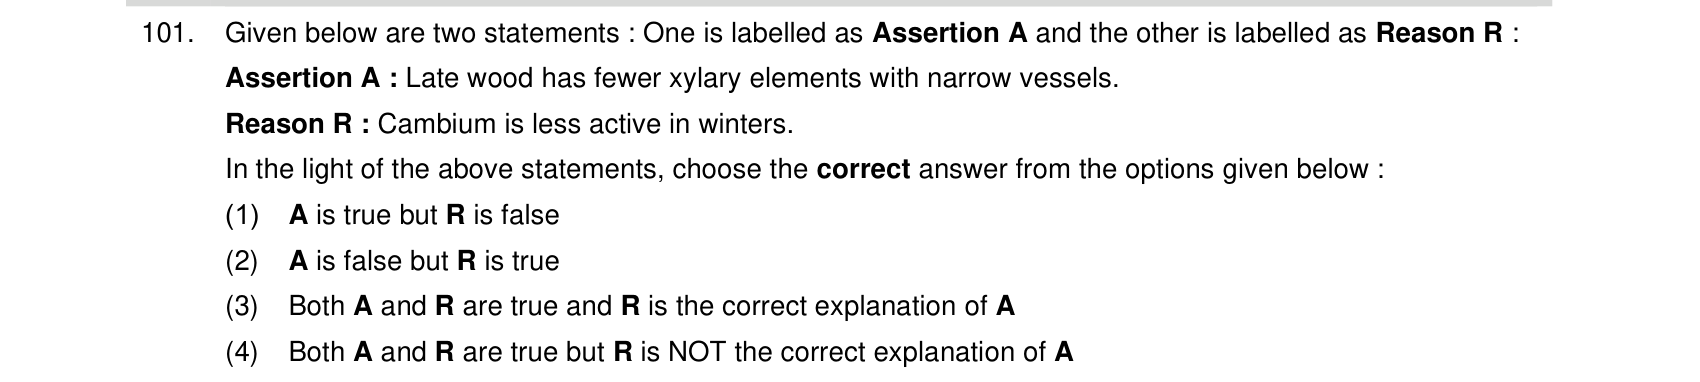 101. Given below are two statements : One is labelled as Assertion A and the other is labelled as Reason R :
Assertion A : Late wood has fewer xylary elements with narrow vessels.
Reason R : Cambium is less active in winters.
In the light of the above statements, choose the correct answer from the options given below :
(1) A is true but R is false
(2) A is false but R is true
(3) Both A and R are true and R is the correct explanation of A
(4) Both A and R are true but R is NOT the correct explanation of A